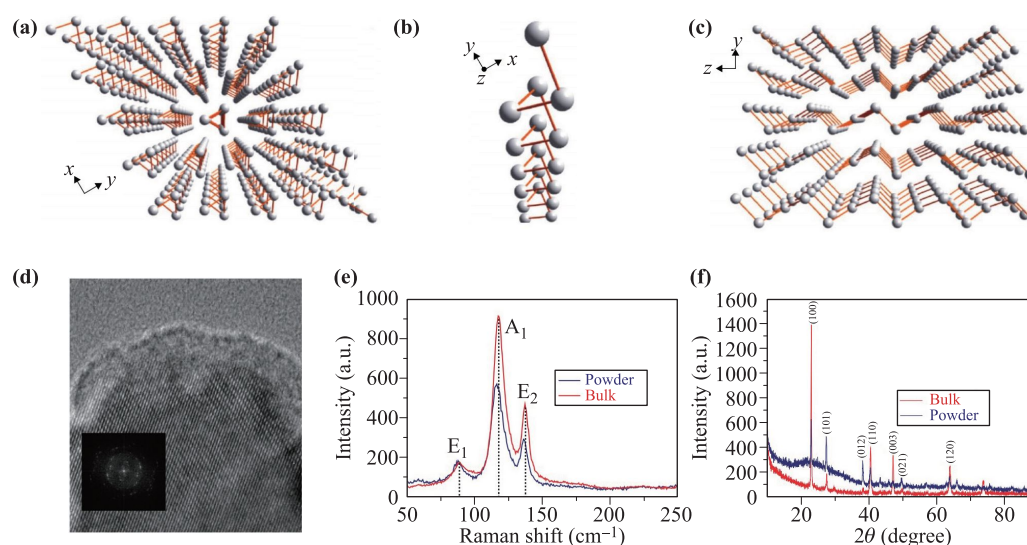 (a)
x
y
(b)
y
z
x
(c)
y
z
(d)
(e)
1000
800
600
400
200
0
Intensity (a.u.)
A₁
Powder
Bulk
E₂
E₁
50 100 150 200 250
Raman shift (cm⁻¹)
(f)
1600
1400
1200
1000
800
600
400
200
0
Intensity (a.u.)
(100)
Bulk
Powder
(101)
(012)
(110)
(003)
(021)
(120)
20 40 60 80
2θ (degree)